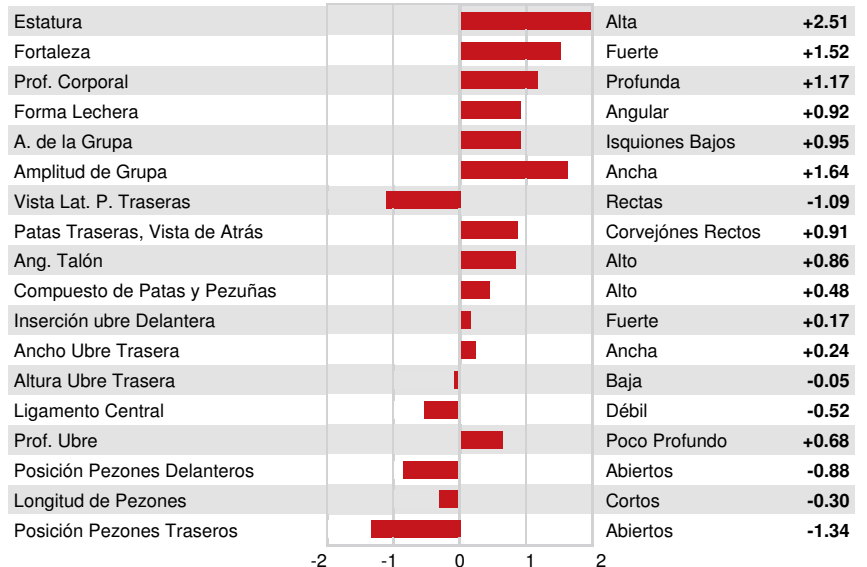 Estatura Alta +2.51
Fortaleza Fuerte +1.52
Prof. Corporal Profunda +1.17
Forma Lechera Angular +0.92
A. de la Grupa Isquiones Bajos +0.95
Amplitud de Grupa Ancha +1.64
Vista Lat. P. Traseras Rectas -1.09
Patas Traseras, Vista de Atrás Corvejónes Rectos +0.91
Ang. Talón Alto +0.86
Compuesto de Patas y Pezuñas Alto +0.48
Inserción ubre Delantera Fuerte +0.17
Ancho Ubre Trasera Ancha +0.24
Altura Ubre Trasera Baja -0.05
Ligamento Central Débil -0.52
Prof. Ubre Poco Profundo +0.68
Posición Pezones Delanteros Abiertos -0.88
Longitud de Pezones Cortos -0.30
Posición Pezones Traseros Abiertos -1.34
-2 -1 0 1 2